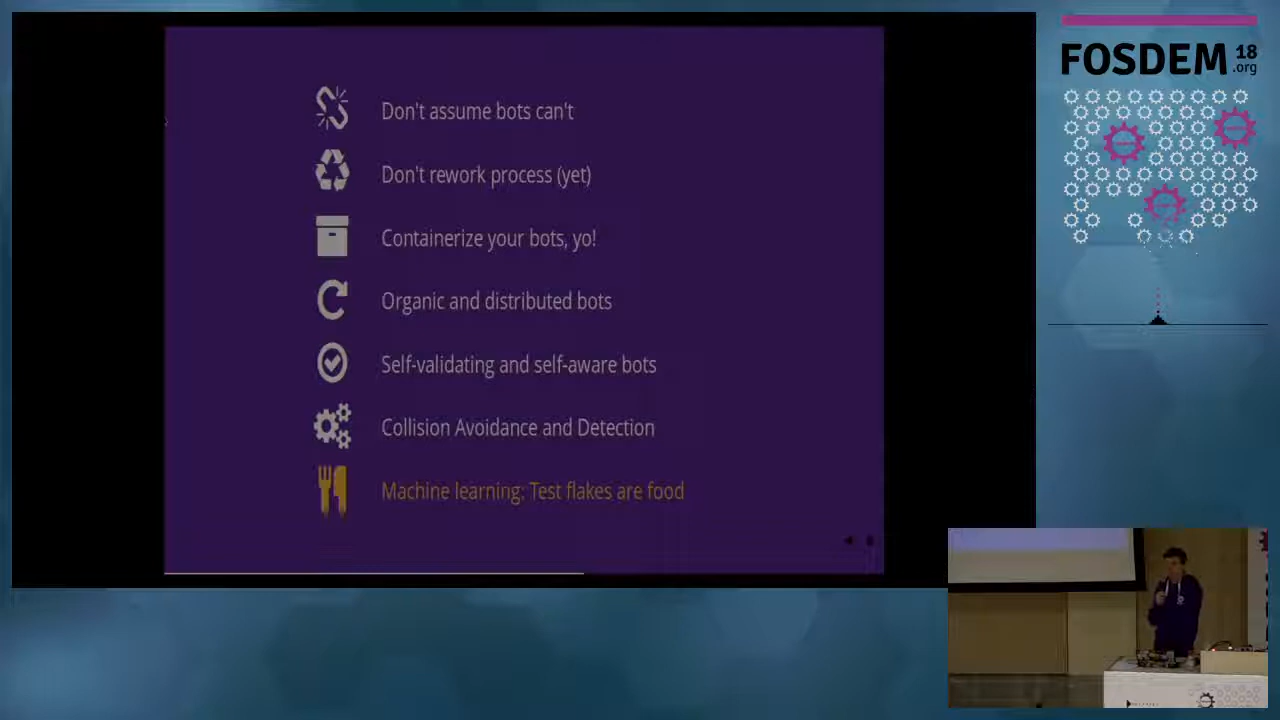 FOSDEM 18
.org
Don't assume bots can't
Don't rework process (yet)
Containerize your bots, yo!
Organic and distributed bots
Self-validating and self-aware bots
Collision Avoidance and Detection
Machine learning: Test flakes are food